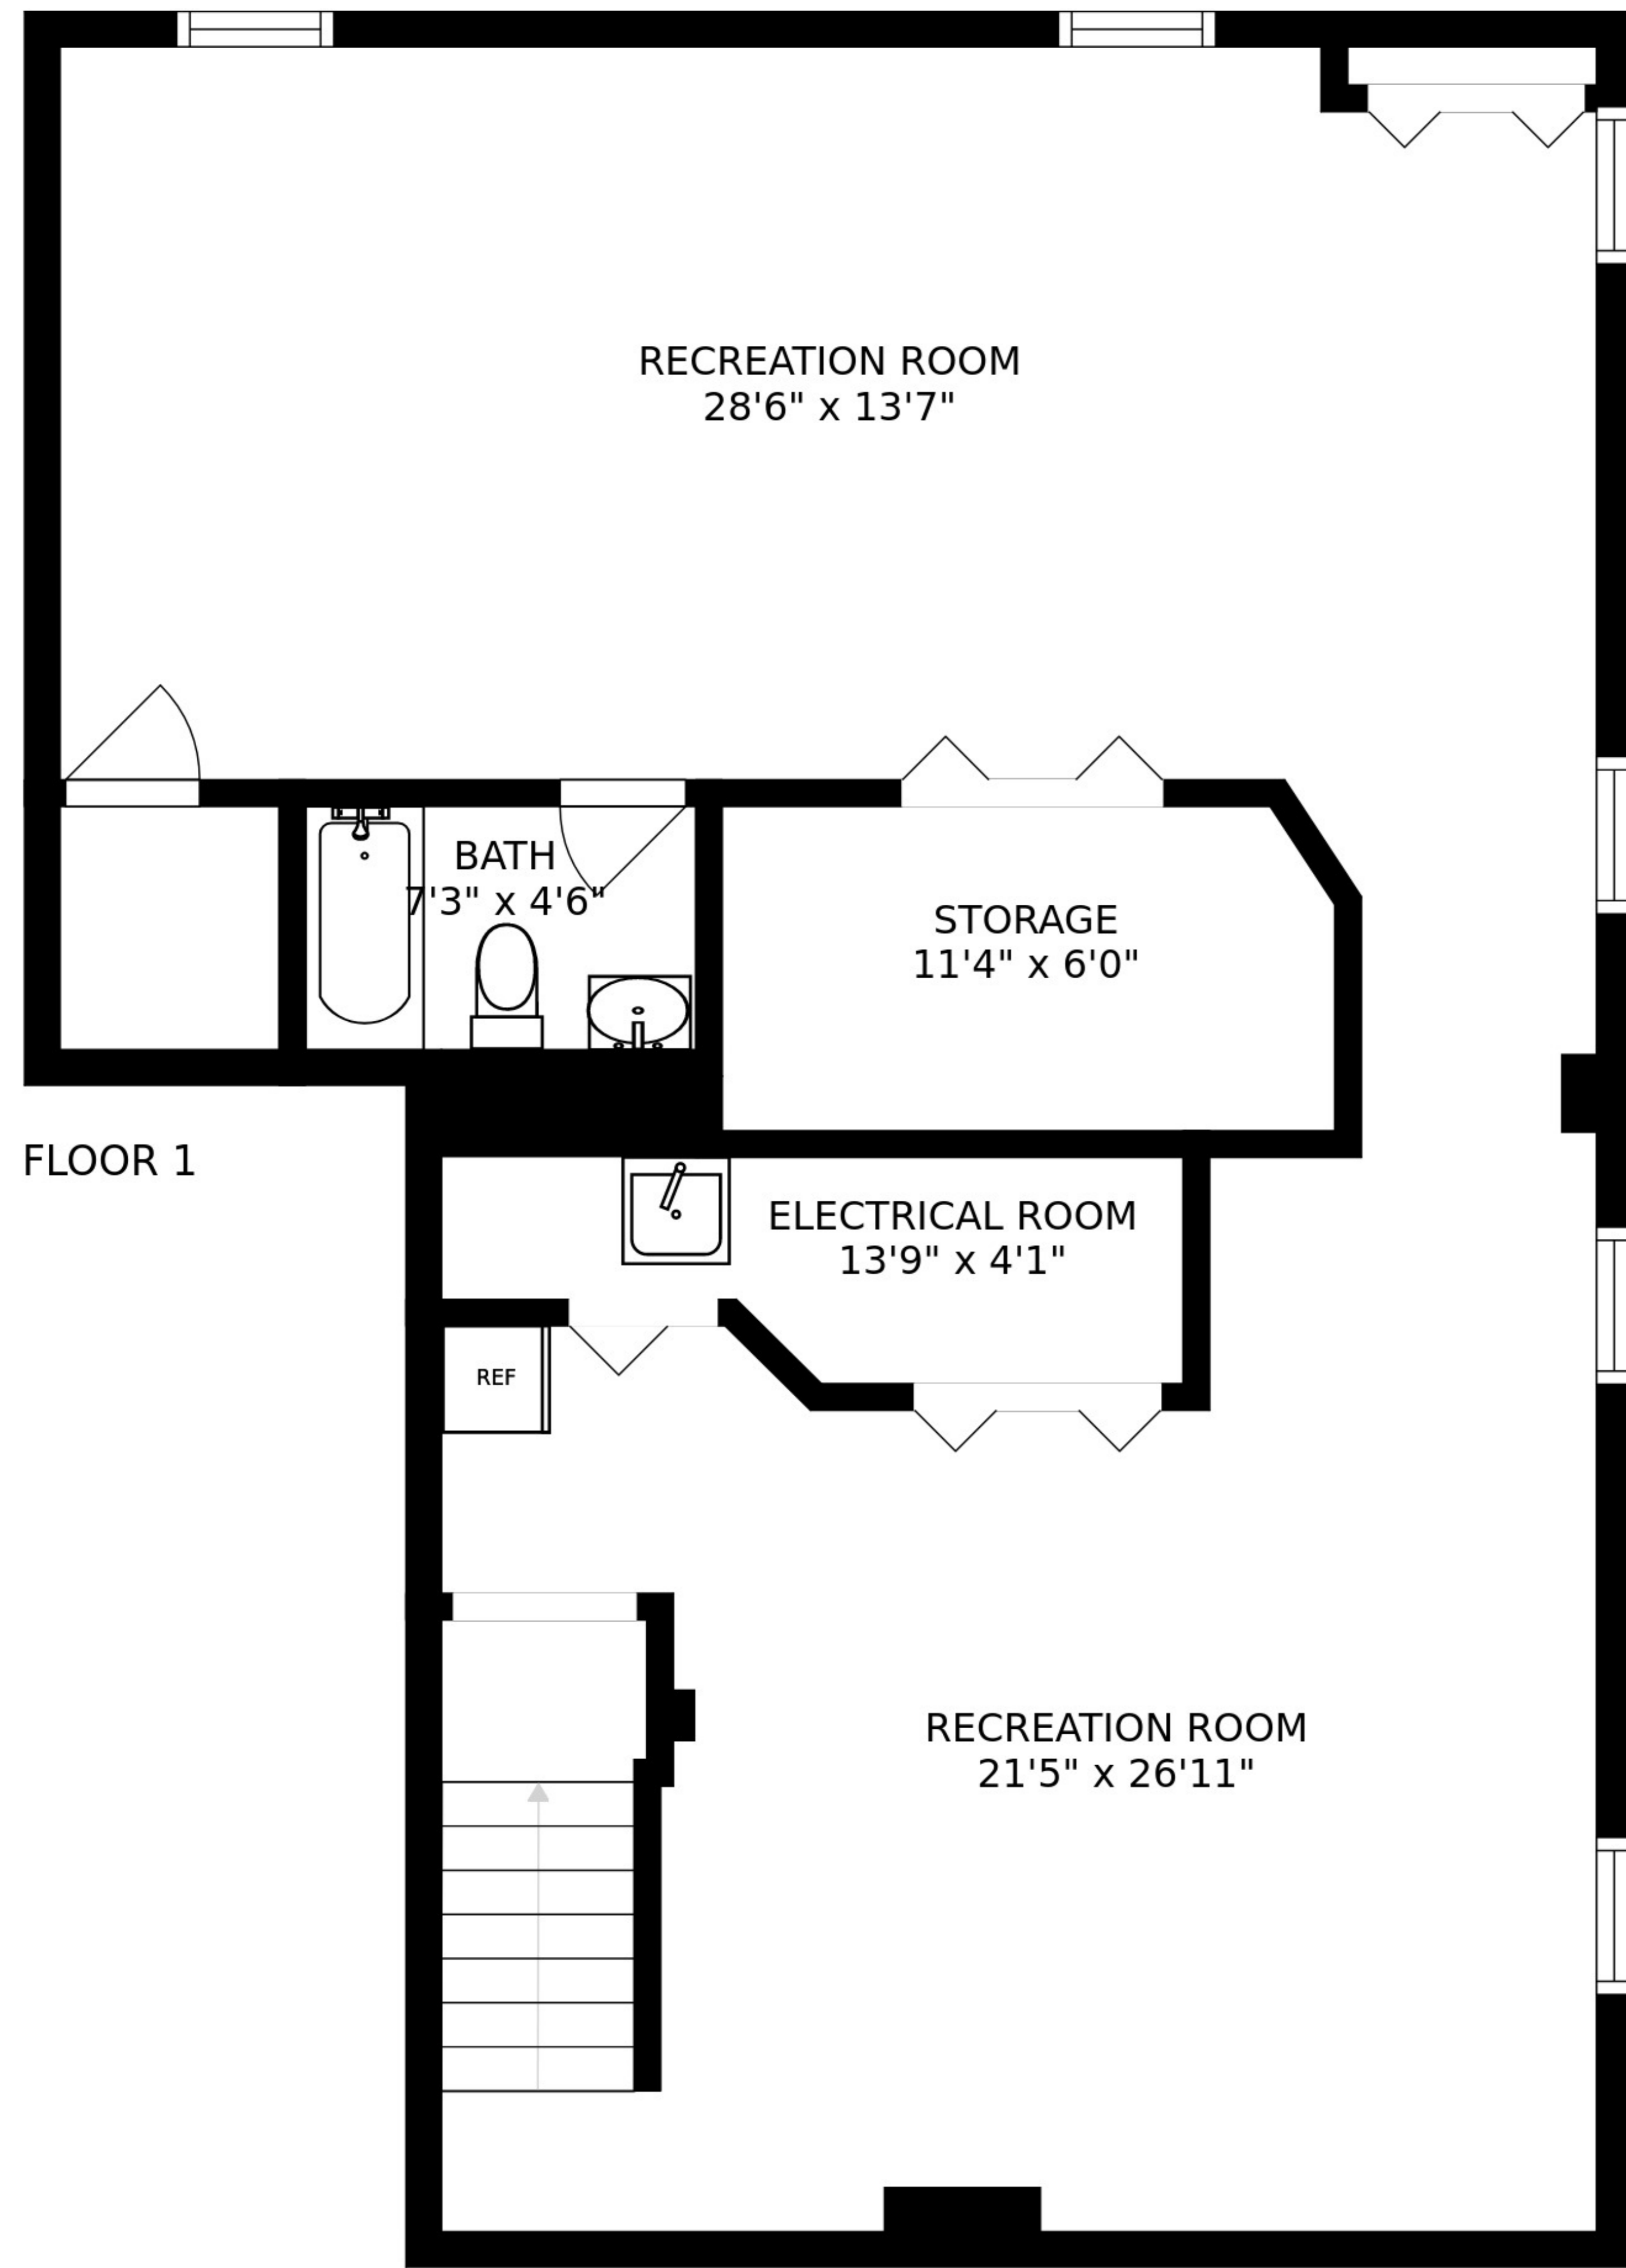 RECREATION ROOM
28'6" x 13'7"
BATH
7'3" x 4'6"
STORAGE
11'4" x 6'0"
FLOOR 1
ELECTRICAL ROOM
13'9" x 4'1"
REF
RECREATION ROOM
21'5" x 26'11"